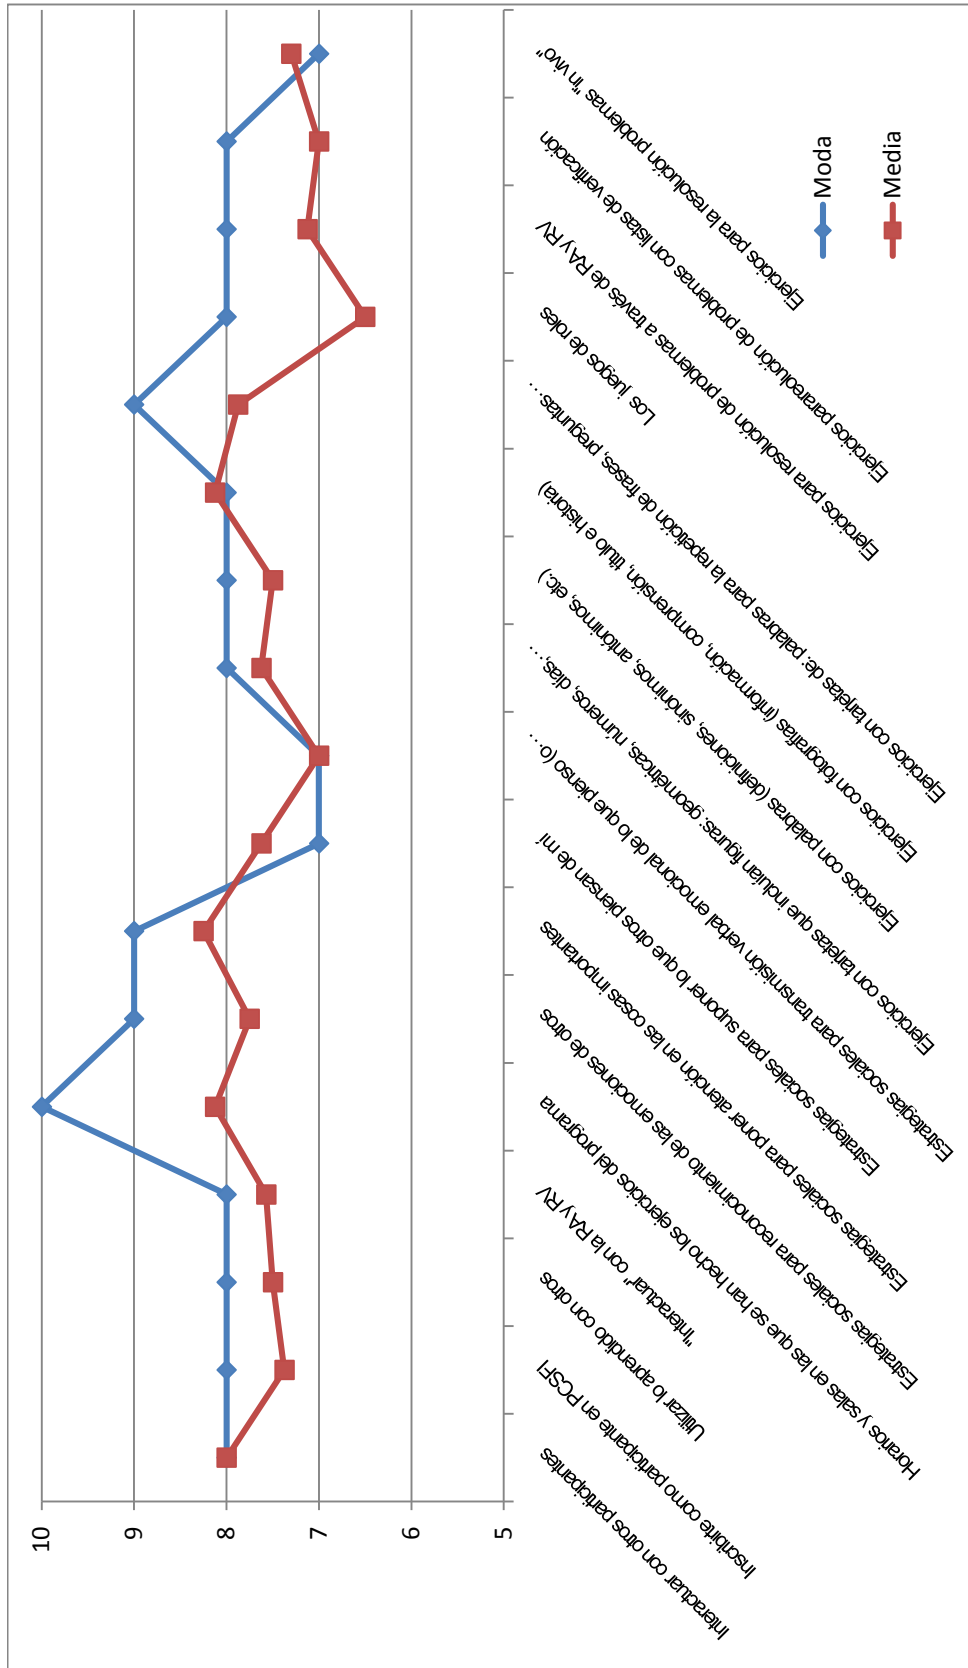 10
9
8
7
6
5
Interactuar con otros participantes
Inscribirte como participante en PCSFI
Utilizar lo aprendido con otros
"Interactuar" con la RA y RV
Horarios y salas en las que se han hecho los ejercicios del programa
Estrategias sociales para reconocimiento de las emociones de otros
Estrategias sociales para poner atención en las cosas importantes
Estrategias sociales para suponer lo que otros piensan de mí
Estrategias sociales para transmisión verbal emocional de lo que pienso (o…
Ejercicios con tarjetas que incluían figuras: geométricas, numeros, días,…
Ejercicios con palabras (definiciones, sinónimos, antónimos, etc.)
Ejercicios con fotografías (información, comprensión, título e historia)
Ejercicios con tarjetas de: palabras para la repetición de frases, preguntas…
Los juegos de roles
Ejercicios para resolución de problemas a través de RA y RV
Ejercicios pararesolución de problemas con listas de verificación
Ejercicios para la resolución problemas "in vivo"
Moda
Media